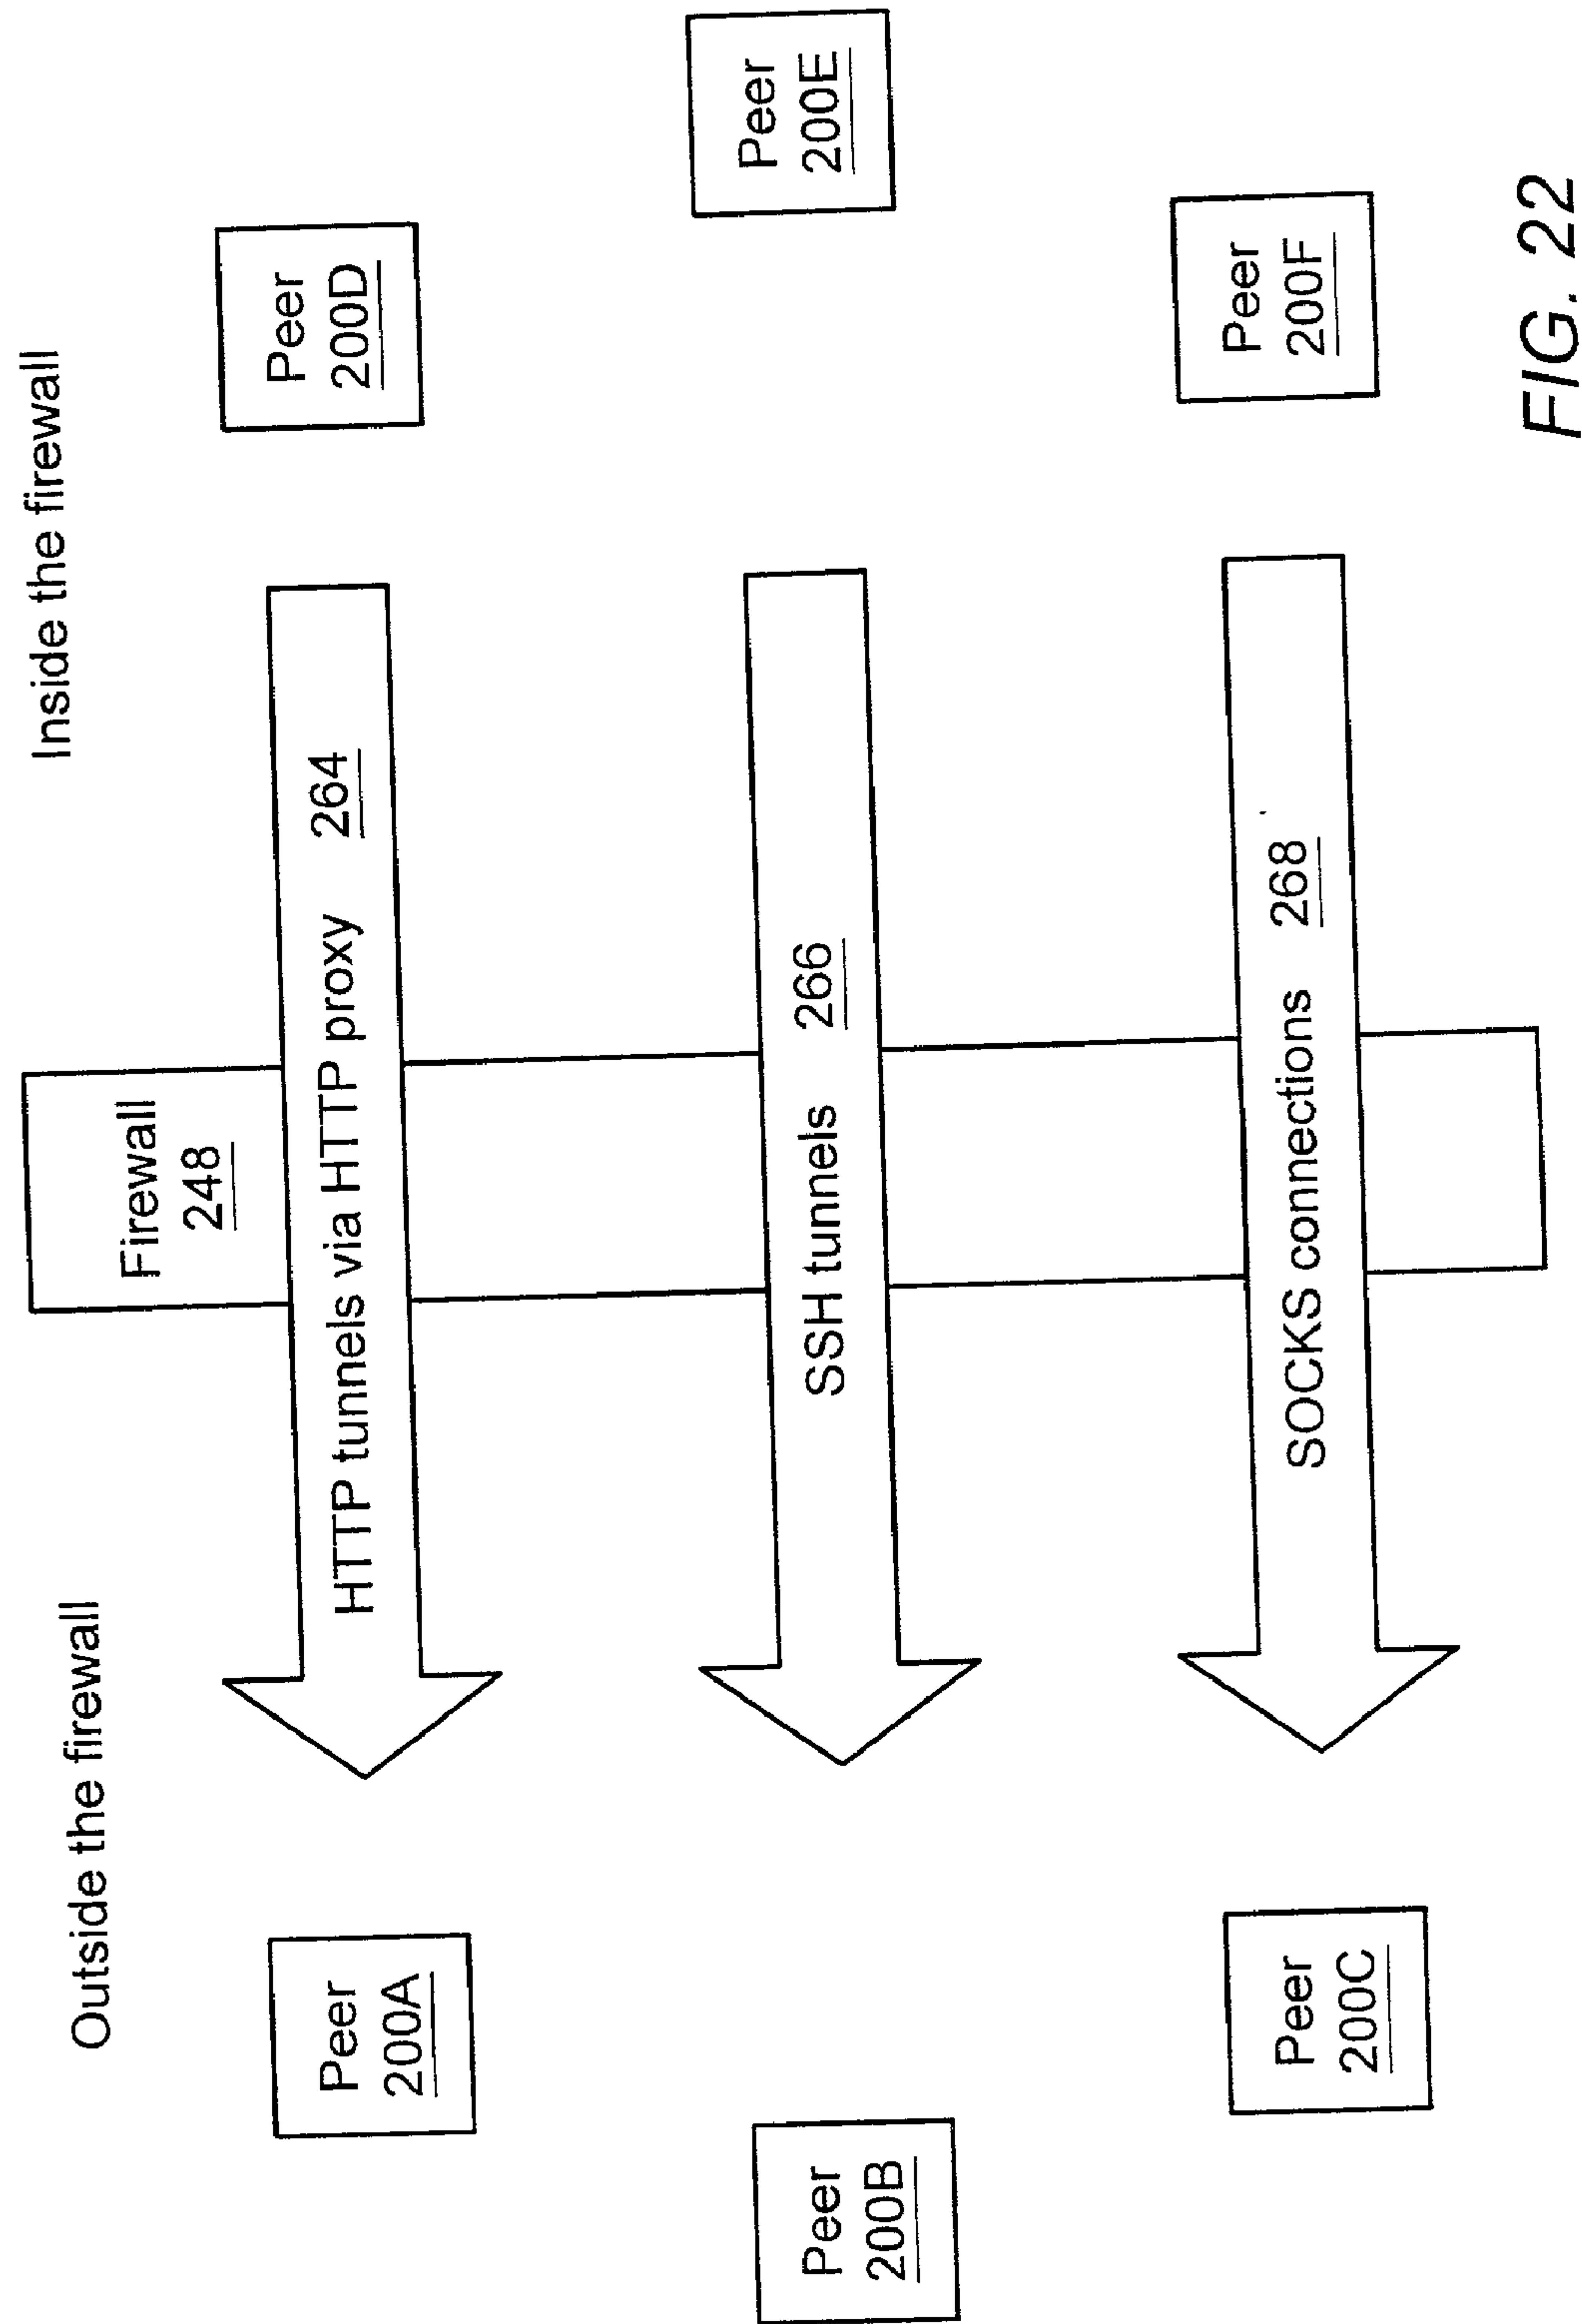 Outside the firewall
Inside the firewall
Firewall
248
Peer
200A
HTTP tunnels via HTTP proxy 264
Peer
200D
Peer
200B
SSH tunnels 266
Peer
200E
Peer
200C
SOCKS connections 268
Peer
200F
FIG. 22